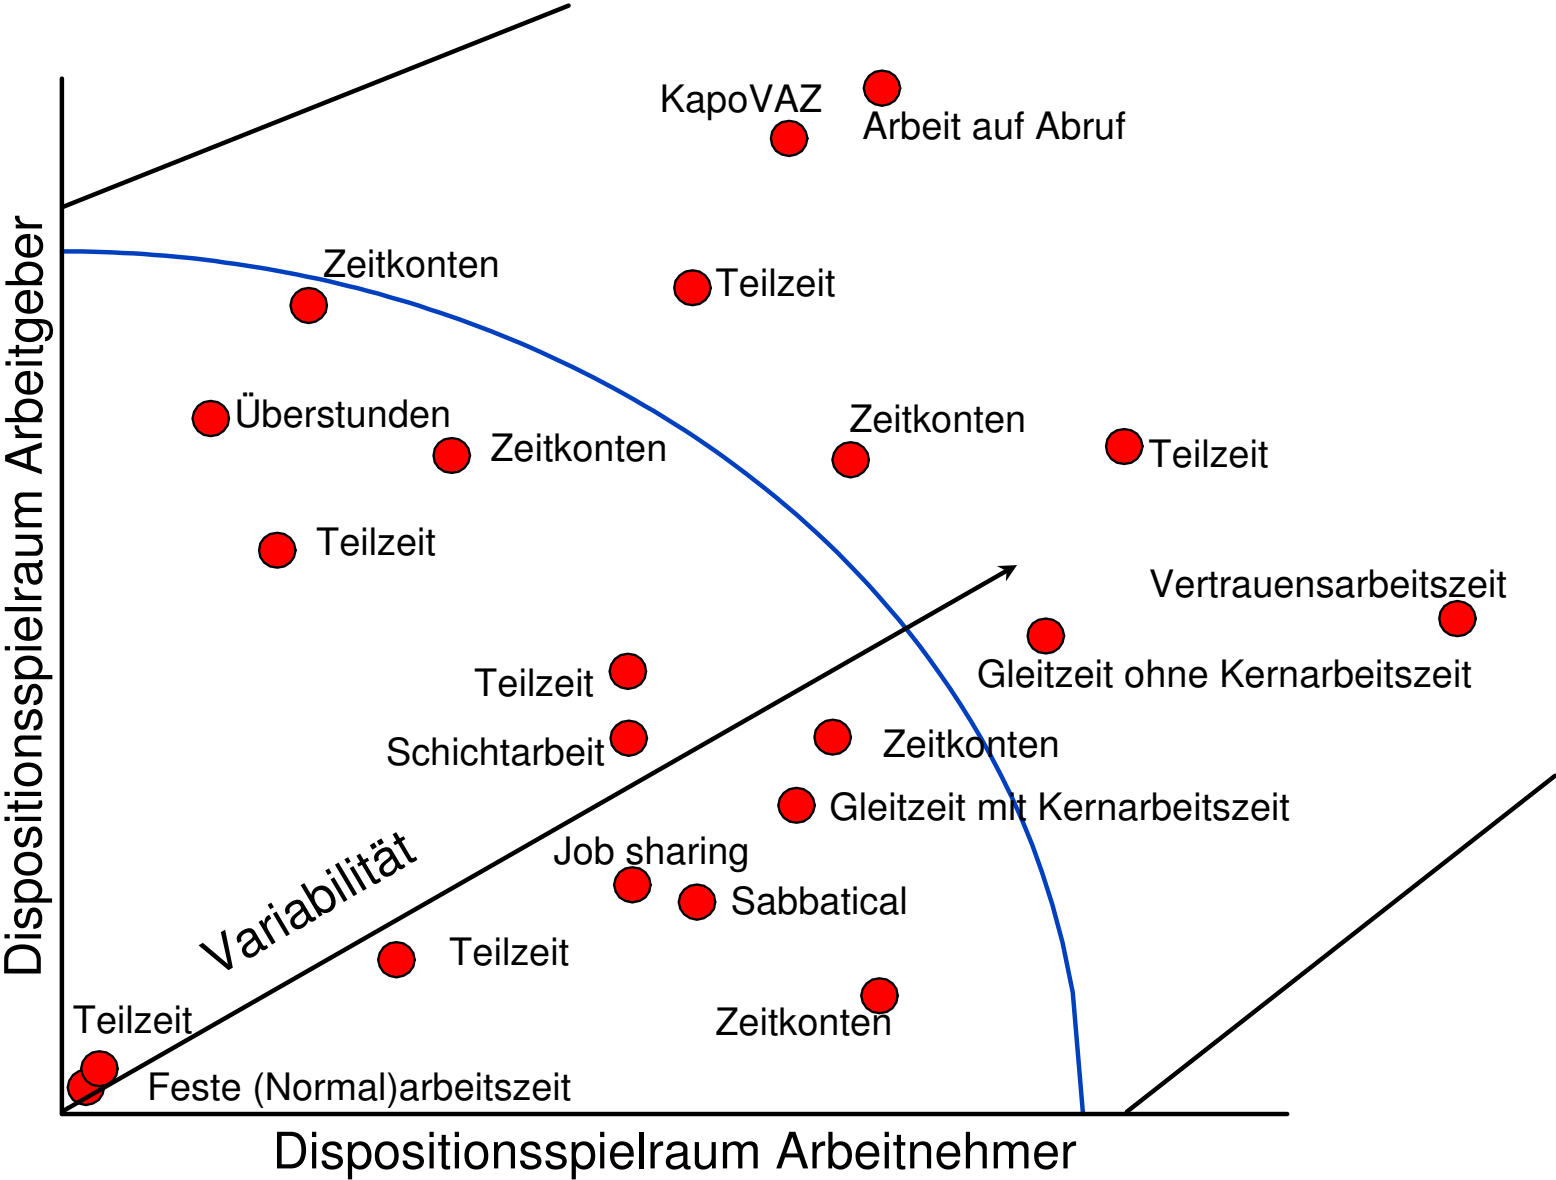 KapoVAZ
Arbeit auf Abruf
Zeitkonten
Teilzeit
Überstunden
Zeitkonten
Zeitkonten
Teilzeit
Teilzeit
Vertrauensarbeitszeit
Gleitzeit ohne Kernarbeitszeit
Teilzeit
Schichtarbeit
Zeitkonten
Gleitzeit mit Kernarbeitszeit
Job sharing
Sabbatical
Variabilität
Teilzeit
Zeitkonten
Teilzeit
Feste (Normal)arbeitszeit
Dispositionsspielraum Arbeitgeber
Dispositionsspielraum Arbeitnehmer